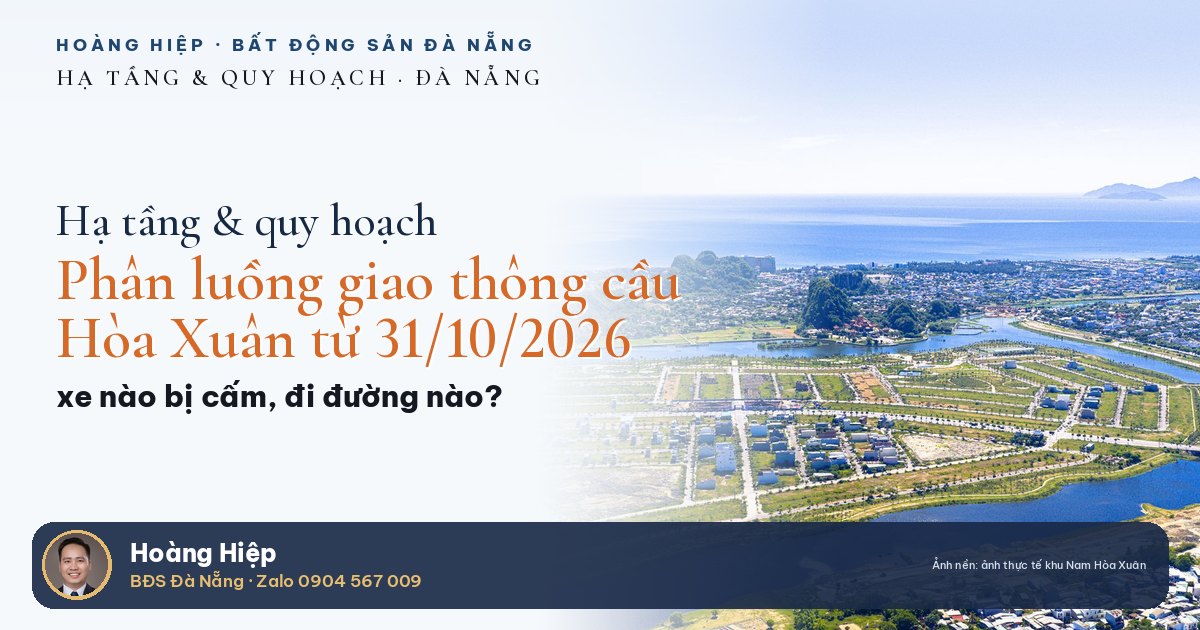 HOÀNG HIỆP · BẤT ĐỘNG SẢN ĐÀ NẴNG
HẠ TẦNG & QUY HOẠCH · ĐÀ NẴNG
Hạ tầng & quy hoạch
Phân luồng giao thông cầu
Hòa Xuân từ 31/10/2026
xe nào bị cấm, đi đường nào?
Hoàng Hiệp
BĐS Đà Nẵng · Zalo 0904 567 009
Ảnh nền: ảnh thực tế khu Nam Hòa Xuân